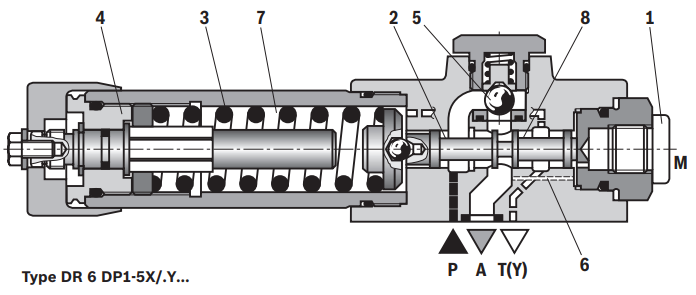 4 3 7 2 5 8 1
M
P A T(Y) 6
Type DR 6 DP1-5X/.Y...